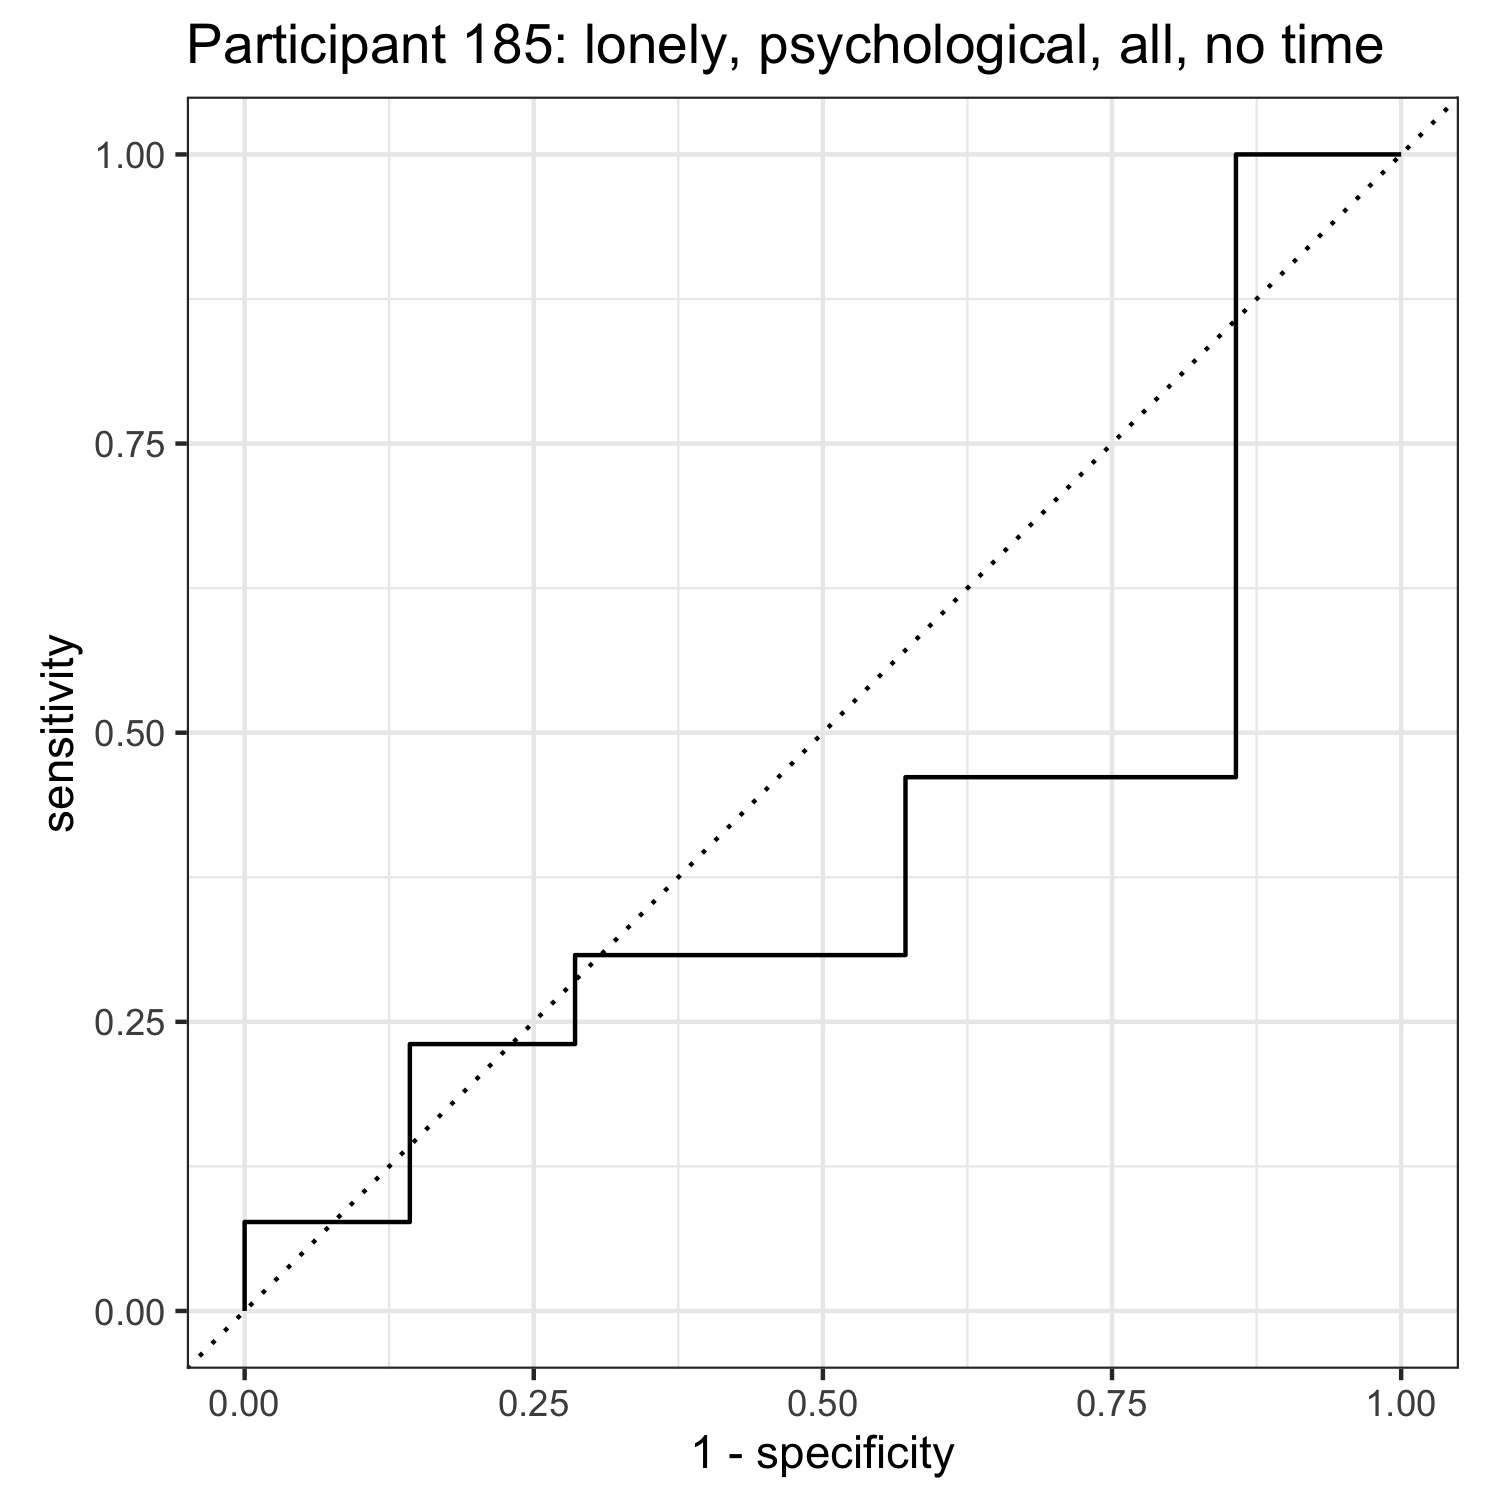 Participant 185: lonely, psychological, all, no time
sensitivity
1.00
0.75
0.50
0.25
0.00
0.00 0.25 0.50 0.75 1.00
1 - specificity